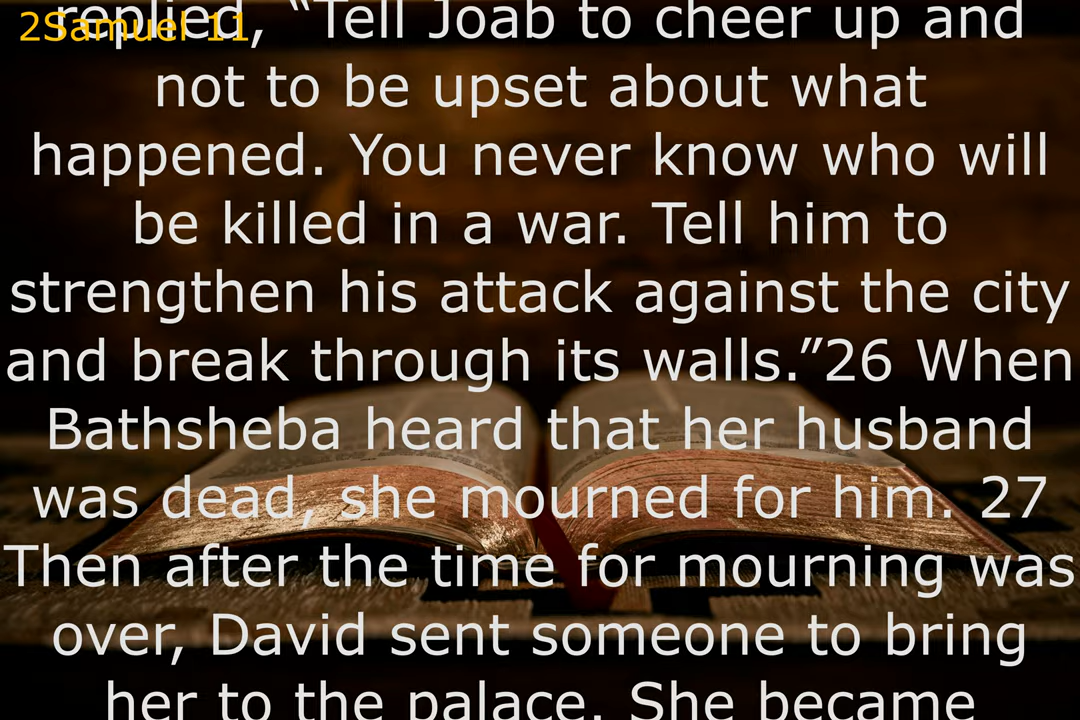 2Samuel 11
replied, “Tell Joab to cheer up and
not to be upset about what
happened. You never know who will
be killed in a war. Tell him to
strengthen his attack against the city
and break through its walls.”26 When
Bathsheba heard that her husband
was dead, she mourned for him. 27
Then after the time for mourning was
over, David sent someone to bring
her to the palace. She became